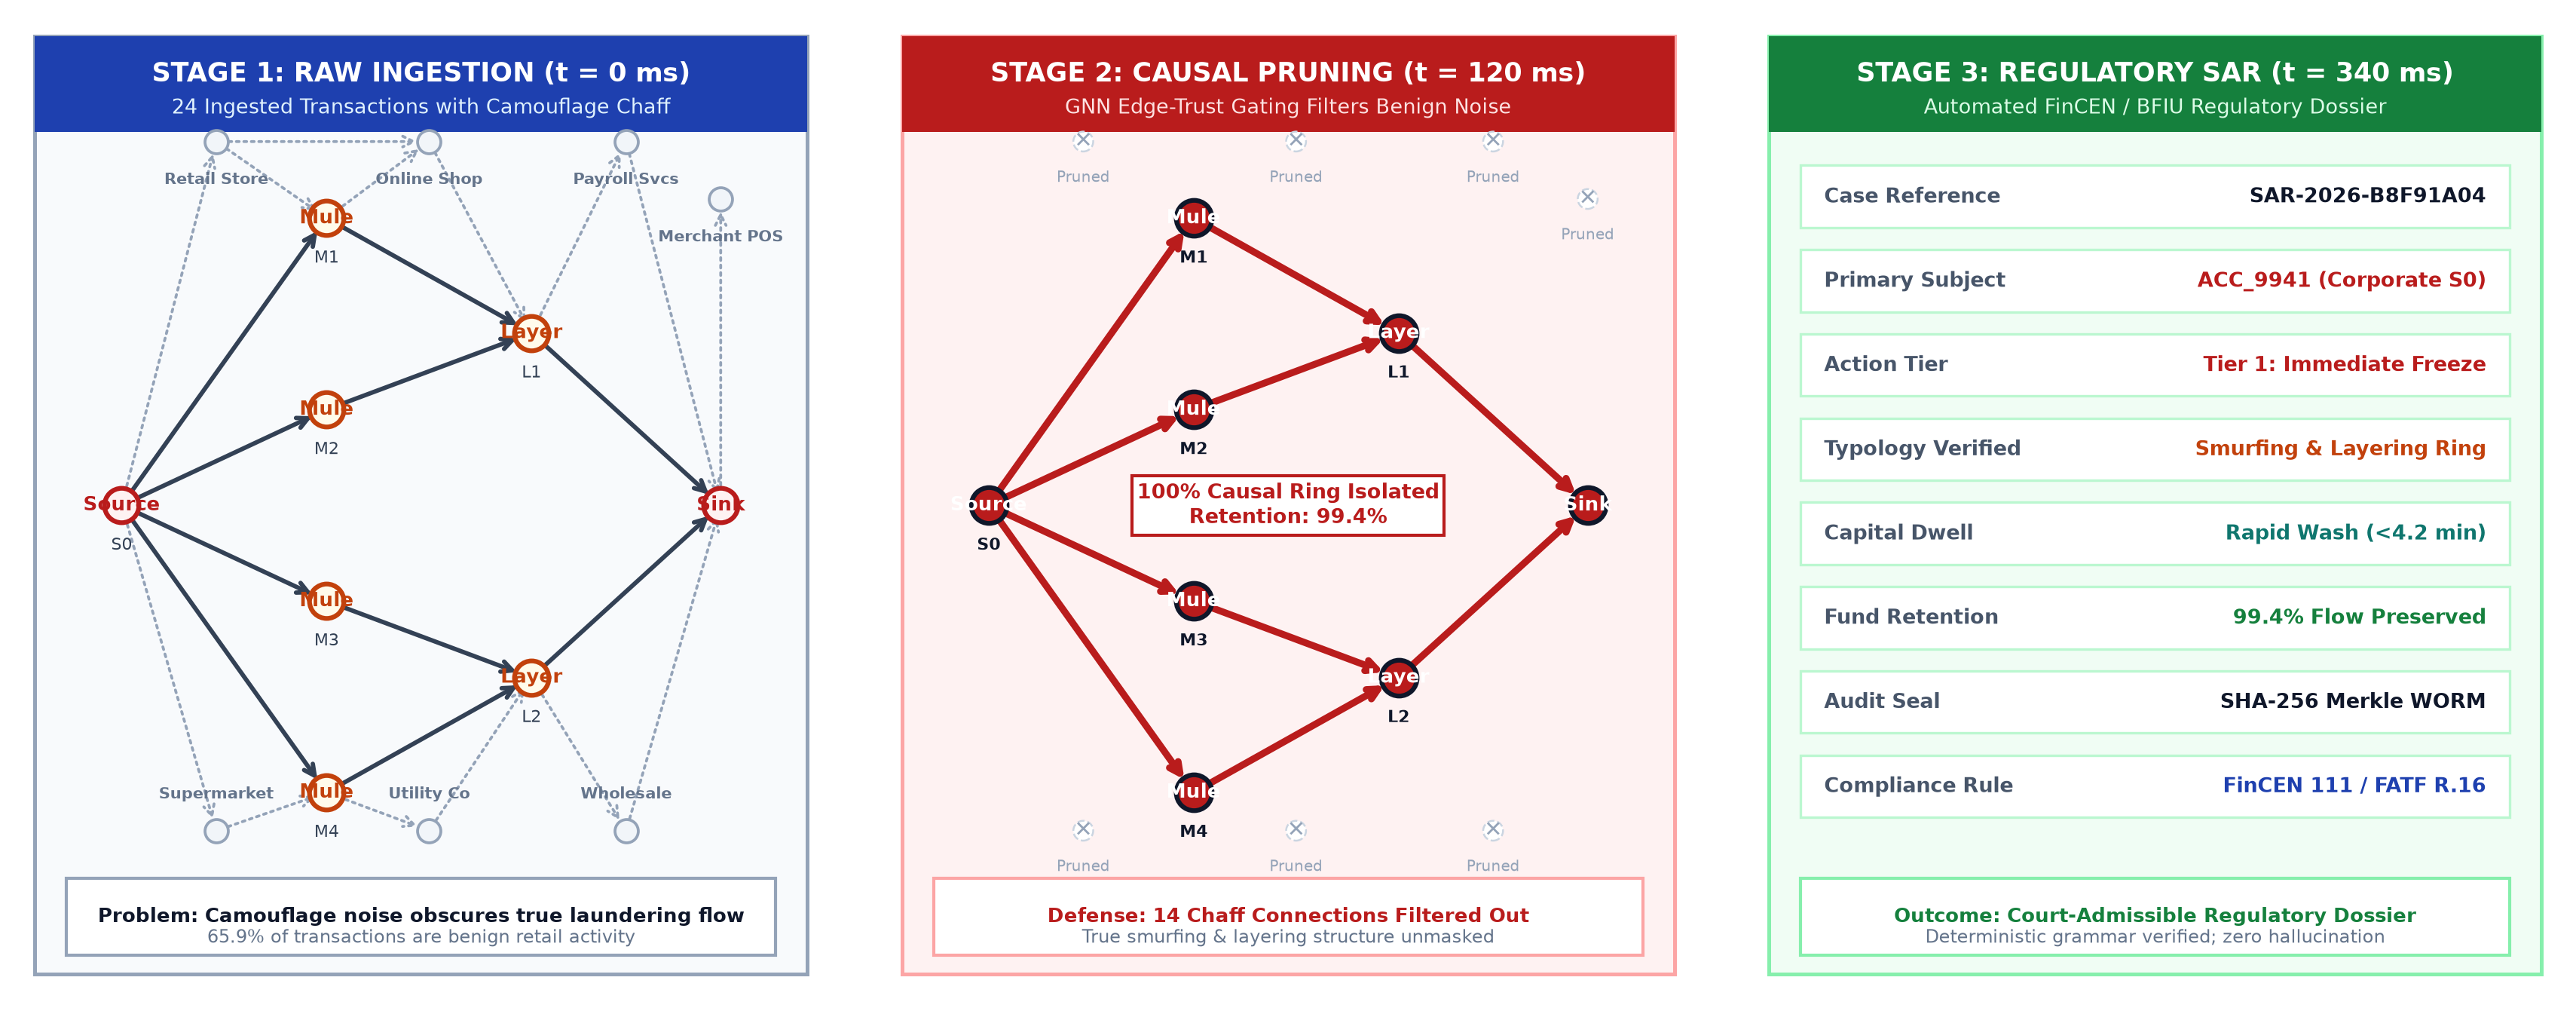 STAGE 1: RAW INGESTION (t = 0 ms)
24 Ingested Transactions with Camouflage Chaff
Retail Store
Online Shop
Payroll Svcs
Merchant POS
Mule
M1
Layer
L1
Mule
M2
Source
S0
Sink
Mule
M3
Layer
L2
Supermarket
Mule
M4
Utility Co
Wholesale
Problem: Camouflage noise obscures true laundering flow
65.9% of transactions are benign retail activity
STAGE 2: CAUSAL PRUNING (t = 120 ms)
GNN Edge-Trust Gating Filters Benign Noise
Pruned
Pruned
Pruned
Pruned
Mule
M1
Layer
L1
Mule
M2
100% Causal Ring Isolated
Retention: 99.4%
Source
S0
Sink
Mule
M3
Layer
L2
Mule
M4
Pruned
Pruned
Pruned
Defense: 14 Chaff Connections Filtered Out
True smurfing & layering structure unmasked
STAGE 3: REGULATORY SAR (t = 340 ms)
Automated FinCEN / BFIU Regulatory Dossier
Case Reference SAR-2026-B8F91A04
Primary Subject ACC_9941 (Corporate S0)
Action Tier Tier 1: Immediate Freeze
Typology Verified Smurfing & Layering Ring
Capital Dwell Rapid Wash (<4.2 min)
Fund Retention 99.4% Flow Preserved
Audit Seal SHA-256 Merkle WORM
Compliance Rule FinCEN 111 / FATF R.16
Outcome: Court-Admissible Regulatory Dossier
Deterministic grammar verified; zero hallucination